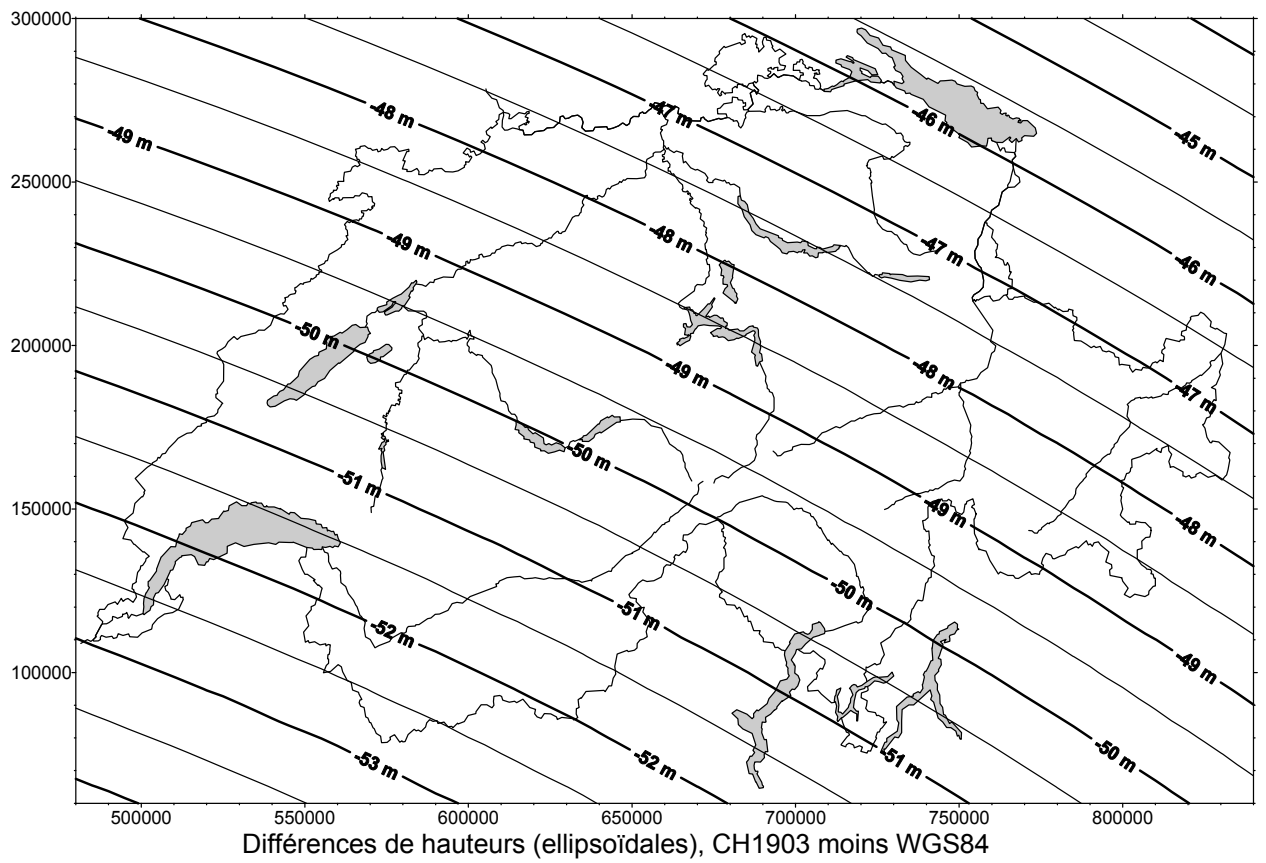 300000
250000
200000
150000
100000
-45 m
-46 m
-47 m
-48 m
-49 m
-46 m
-48 m
-49 m
-47 m
-50 m
-49 m
-48 m
-47 m
-50 m
-51 m
-49 m
-48 m
-50 m
-52 m
-51 m
-49 m
-53 m
-52 m
-51 m
-50 m
500000 550000 600000 650000 700000 750000 800000
Différences de hauteurs (ellipsoïdales), CH1903 moins WGS84